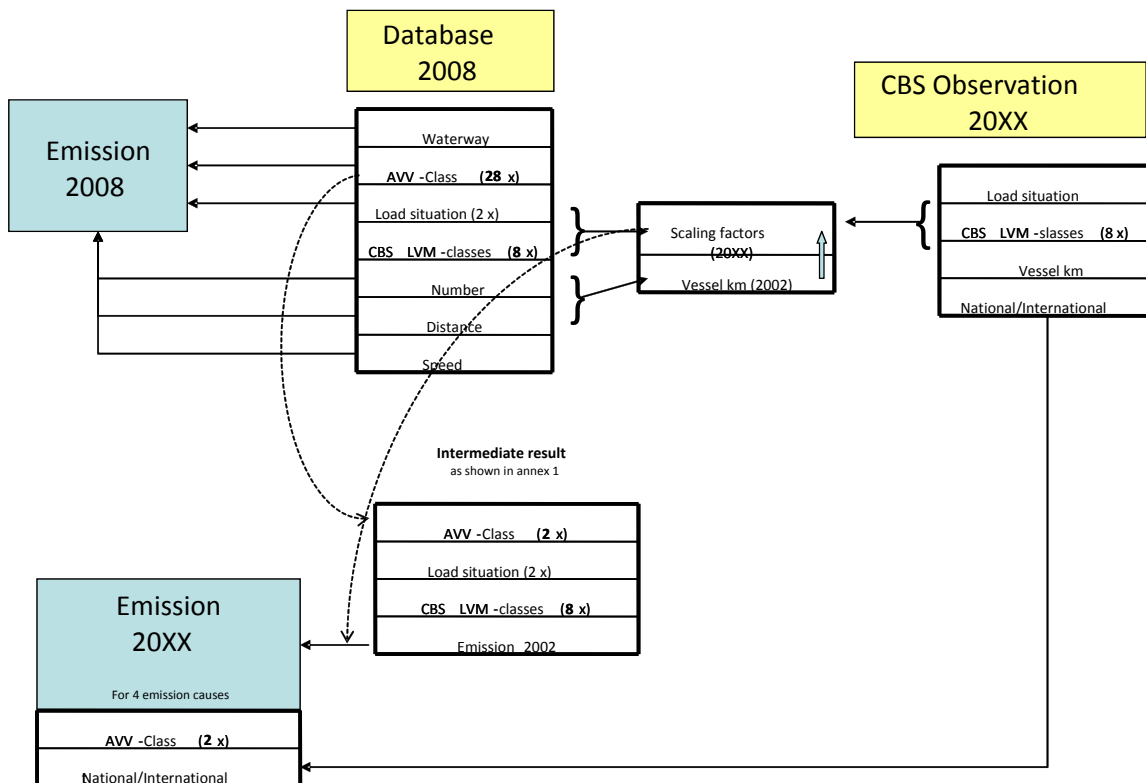 Database
2008
CBS Observation
20XX
Emission
2008
Waterway
AVV -Class (28 x)
Load situation (2 x)
CBS LVM -classes (8 x)
Number
Distance
Speed
Scaling factors
(20XX)
Vessel km (2002)
Load situation
CBS LVM -slasses (8 x)
Vessel km
National/International
Intermediate result
as shown in annex 1
AVV -Class (2 x)
Load situation (2 x)
CBS LVM -classes (8 x)
Emission 2002
Emission
20XX
For 4 emission causes
AVV -Class (2 x)
National/International